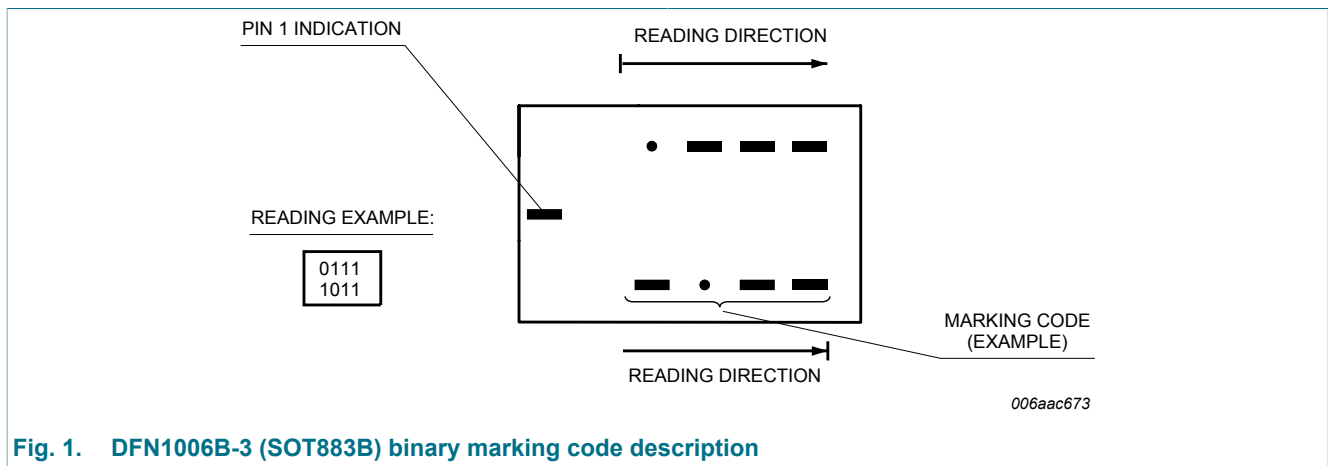 PIN 1 INDICATION
READING DIRECTION
READING EXAMPLE:
0111
1011
MARKING CODE
(EXAMPLE)
READING DIRECTION
006aac673
Fig. 1. DFN1006B-3 (SOT883B) binary marking code description